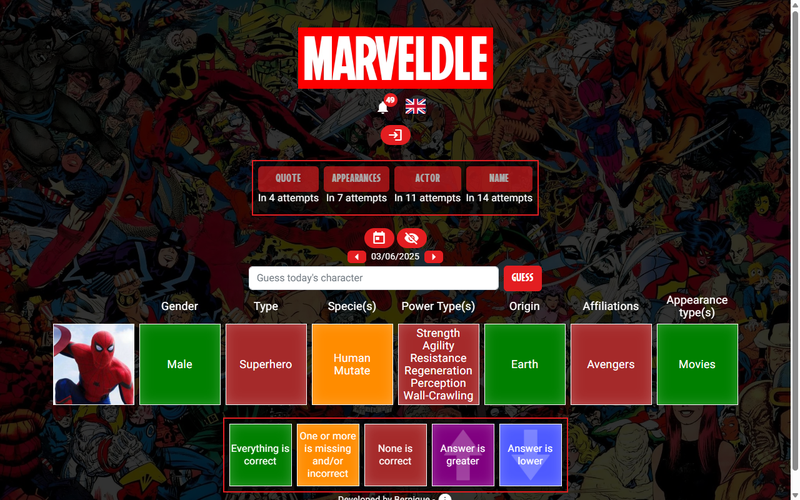 MARVELDLE
49
QUOTE APPEARANCES ACTOR NAME
In 4 attempts In 7 attempts In 11 attempts In 14 attempts
03/06/2025
Guess today's character GUESS
Gender Type Specie(s) Power Type(s) Origin Affiliations Appearance
type(s)
Male
Superhero
Human
Mutate
Strength
Agility
Resistance
Regeneration
Perception
Wall-Crawling
Earth
Avengers
Movies
Everything is
correct
One or more
is missing
and/or
incorrect
None is
correct
Answer is
greater
Answer is
lower
Developed by Bernique -